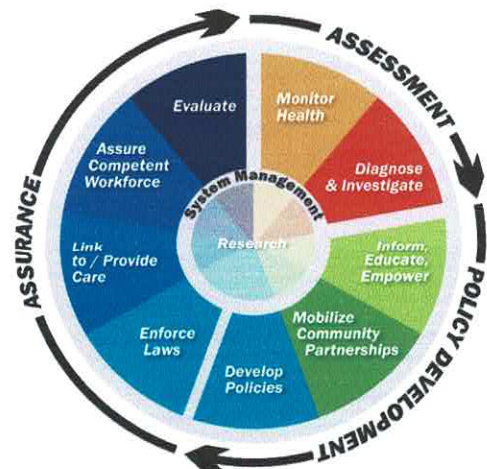 ASSESSMENT
Monitor
Health
Diagnose
& Investigate
POLICY DEVELOPMENT
Inform,
Educate,
Empower
Mobilize
Community
Partnerships
Develop
Policies
ASSURANCE
Enforce
Laws
Link
to / Provide
Care
Assure
Competent
Workforce
Evaluate
System Management
Research